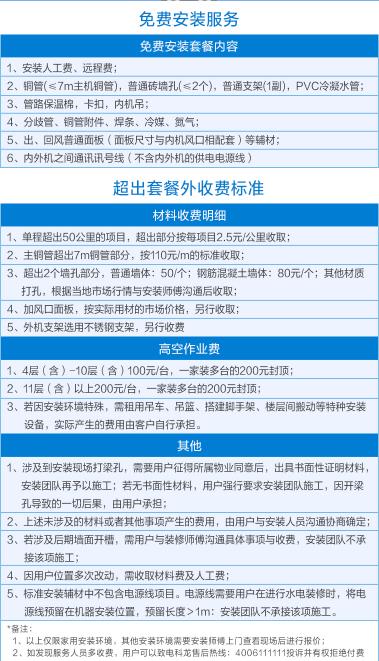 免费安装服务
免费安装套餐内容
1、安装人工费、远程费；
2、铜管(≤7m主机铜管)，普通砖墙孔(≤2个)，普通支架(1副)，PVC冷凝水管；
3、管路保温棉，卡扣，内机吊；
4、分歧管、铜管附件、焊条、冷媒、氮气；
5、出、回风普通面板（面板尺寸与内机风口相配套）等辅材；
6、内外机之间通讯讯号线（不含内外机的供电电源线）
超出套餐外收费标准
材料收费明细
1、单程超出50公里的项目，超出部分按每项目2.5元/公里收取；
2、主铜管超出7m铜管部分，按110元/m的标准收取；
3、超出2个墙孔部分，普通墙体：50/个；钢筋混凝土墙体：80元/个；其他材质
打孔，根据当地市场行情与安装师傅沟通后收取；
4、加风口面板，按实际用材的市场价格，另行收取；
5、外机支架选用不锈钢支架，另行收费
高空作业费
1、4层（含）-10层（含）100元/台，一家装多台的200元封顶；
2、11层（含）以上200元/台，一家装多台的200元封顶；
3、若因安装环境特殊，需租用吊车、吊篮、搭建脚手架、楼层间搬动等特种安装
设备，实际产生的费用由客户自行承担。
其他
1、涉及到安装现场打梁孔，需要用户征得所属物业同意后，出具书面性证明材料，
安装团队再予以施工；若无书面性材料，用户强行要求安装团队施工，因开梁
孔导致的一切后果，由用户承担；
2、上述未涉及的材料或者其他事项产生的费用，由用户与安装人员沟通协商确定；
3、若涉及后期墙面开槽，需用户与装修师傅沟通具体事项与收费，安装团队不承
接该项施工；
4、因用户位置多次改动，需收取材料费及人工费；
5、标准安装辅材中不包含电源线项目。电源线需要用户在进行水电装修时，将电
源线预留在机器安装位置，预留长度＞1m：安装团队不承接该项施工。
*备注：
1、以上仅限家用安装环境，其他安装环境需要安装师傅上门查看现场后进行报价；
2、如发现服务人员多收费，用户可以致电科龙售后热线：4006111111投诉并有权拒绝付费